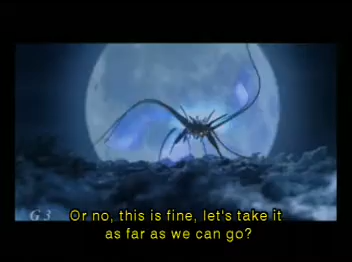 G3
Or no, this is fine, let's take it
as far as we can go?